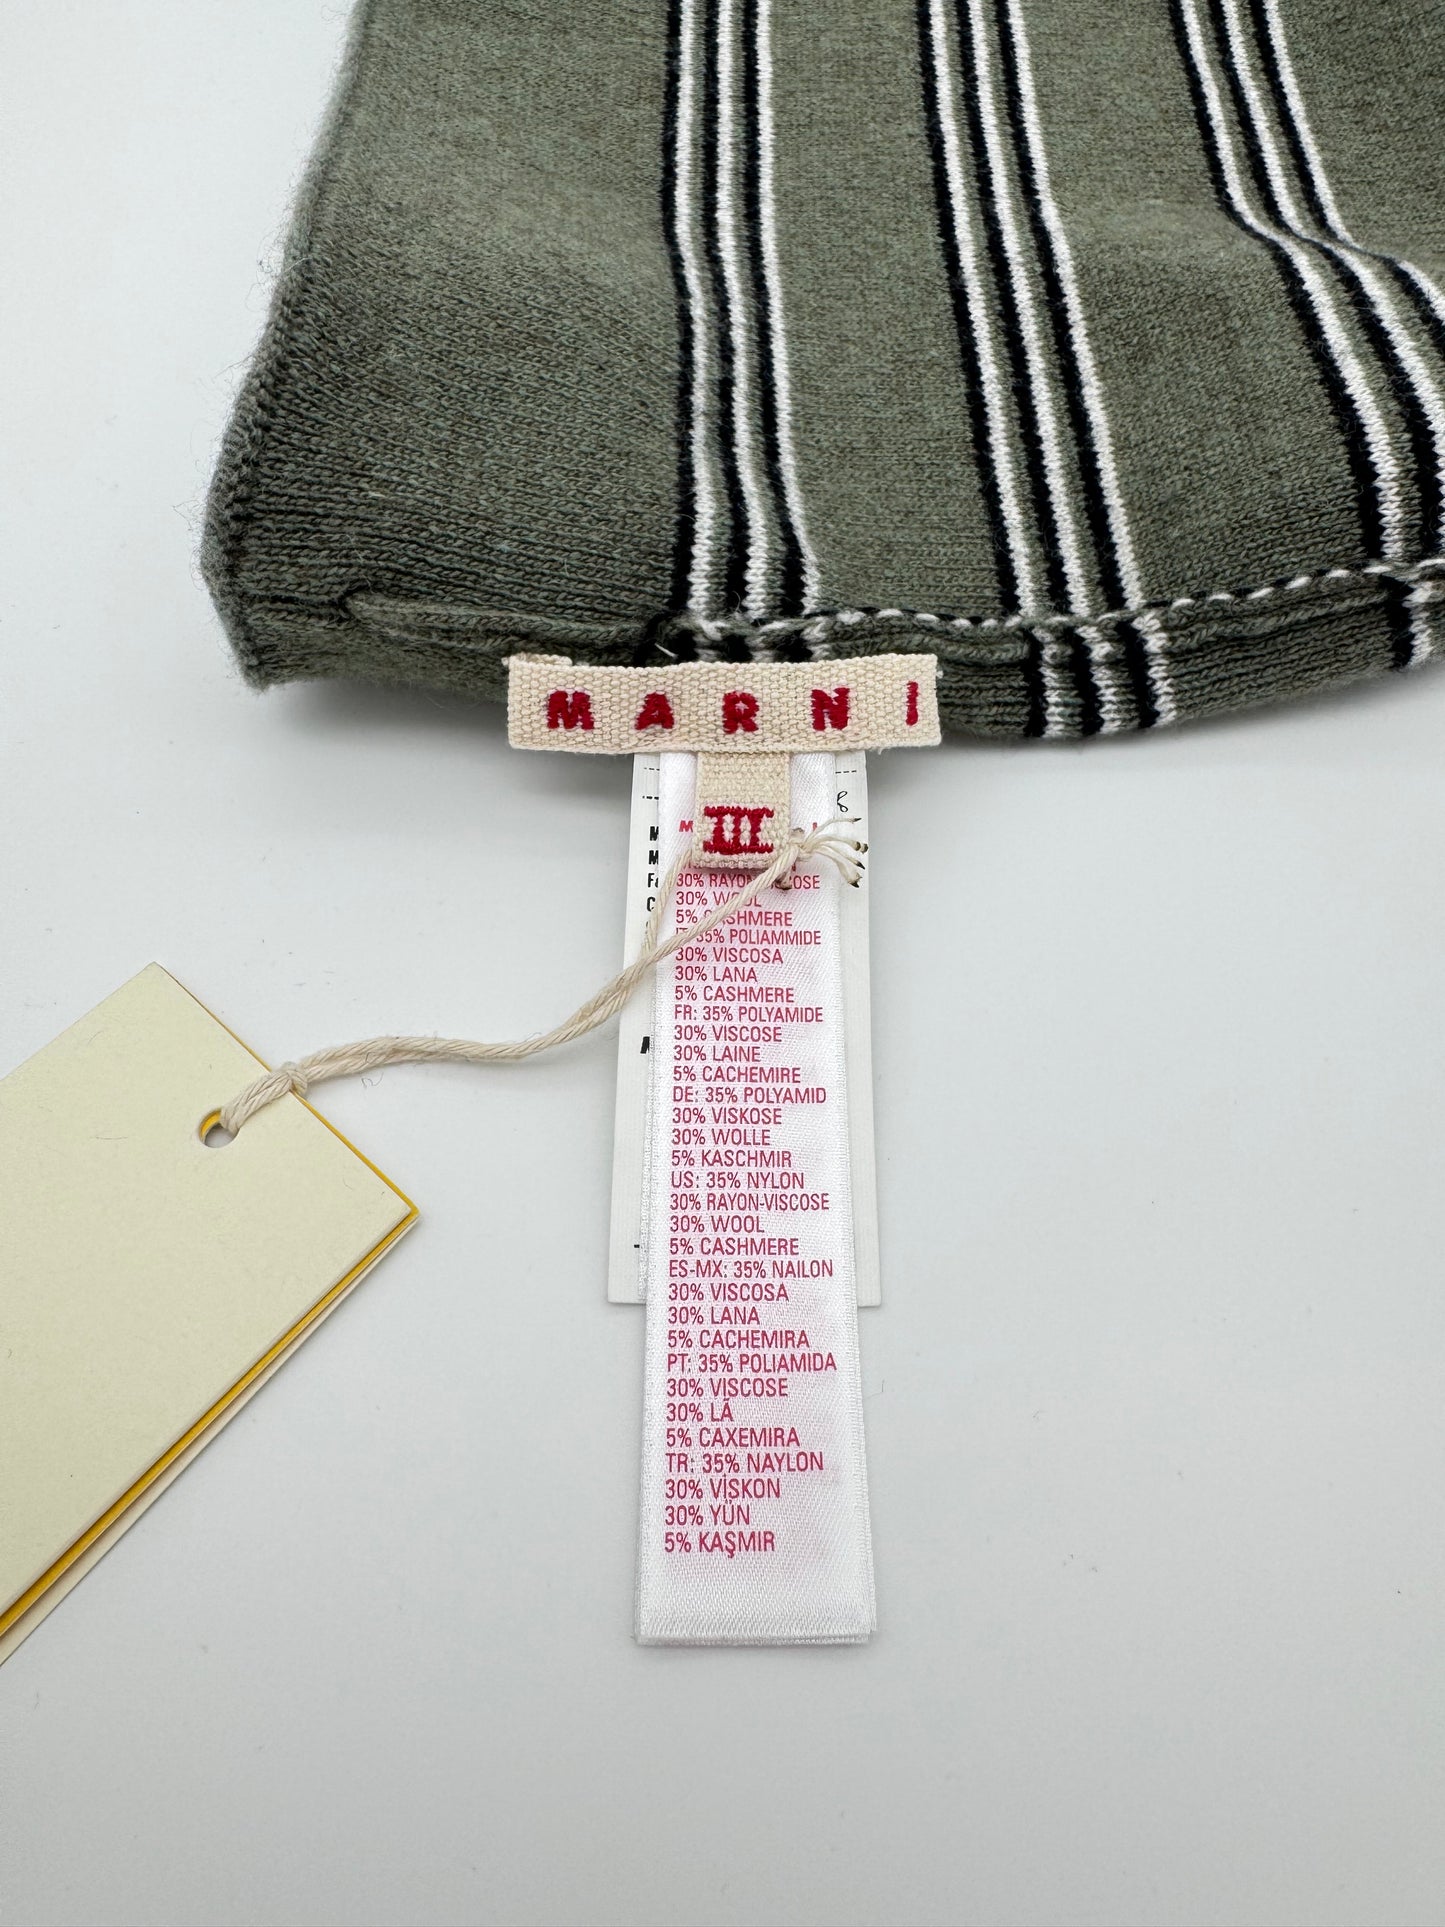 MARNI
III
30% RAYON-VISCOSE
30% WOOL
5% CASHMERE
IT: 35% POLIAMMIDE
30% VISCOSA
30% LANA
5% CASHMERE
FR: 35% POLYAMIDE
30% VISCOSE
30% LAINE
5% CACHEMIRE
DE: 35% POLYAMID
30% VISKOSE
30% WOLLE
5% KASCHMIR
US: 35% NYLON
30% RAYON-VISCOSE
30% WOOL
5% CASHMERE
ES-MX: 35% NAILON
30% VISCOSA
30% LANA
5% CACHEMIRA
PT: 35% POLIAMIDA
30% VISCOSE
30% LÃ
5% CAXEMIRA
TR: 35% NAYLON
30% VİSKON
30% YÜN
5% KAŞMIR